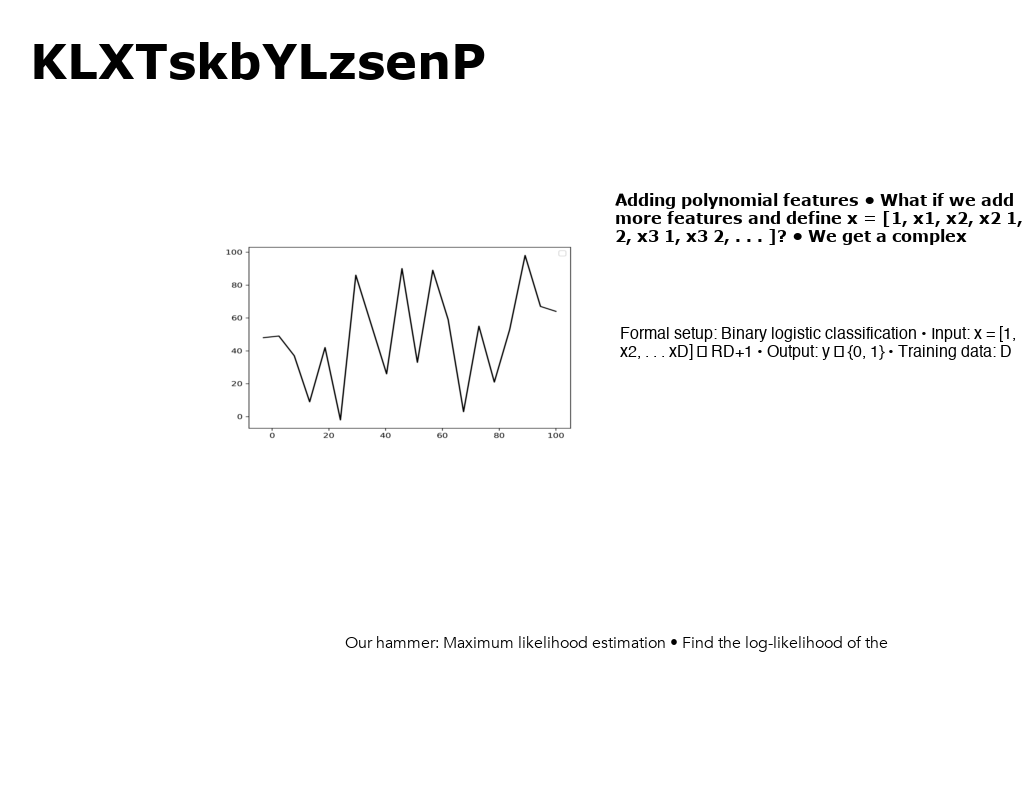 KLXTskbYLzsenP
Adding polynomial features • What if we add
more features and define x = [1, x1, x2, x2 1,
2, x3 1, x3 2, . . . ]? • We get a complex
100
80
60
40
20
0
0 20 40 60 80 100
Formal setup: Binary logistic classification • Input: x = [1,
x2, . . . xD] □ RD+1 • Output: y □ {0, 1} • Training data: D
Our hammer: Maximum likelihood estimation • Find the log-likelihood of the